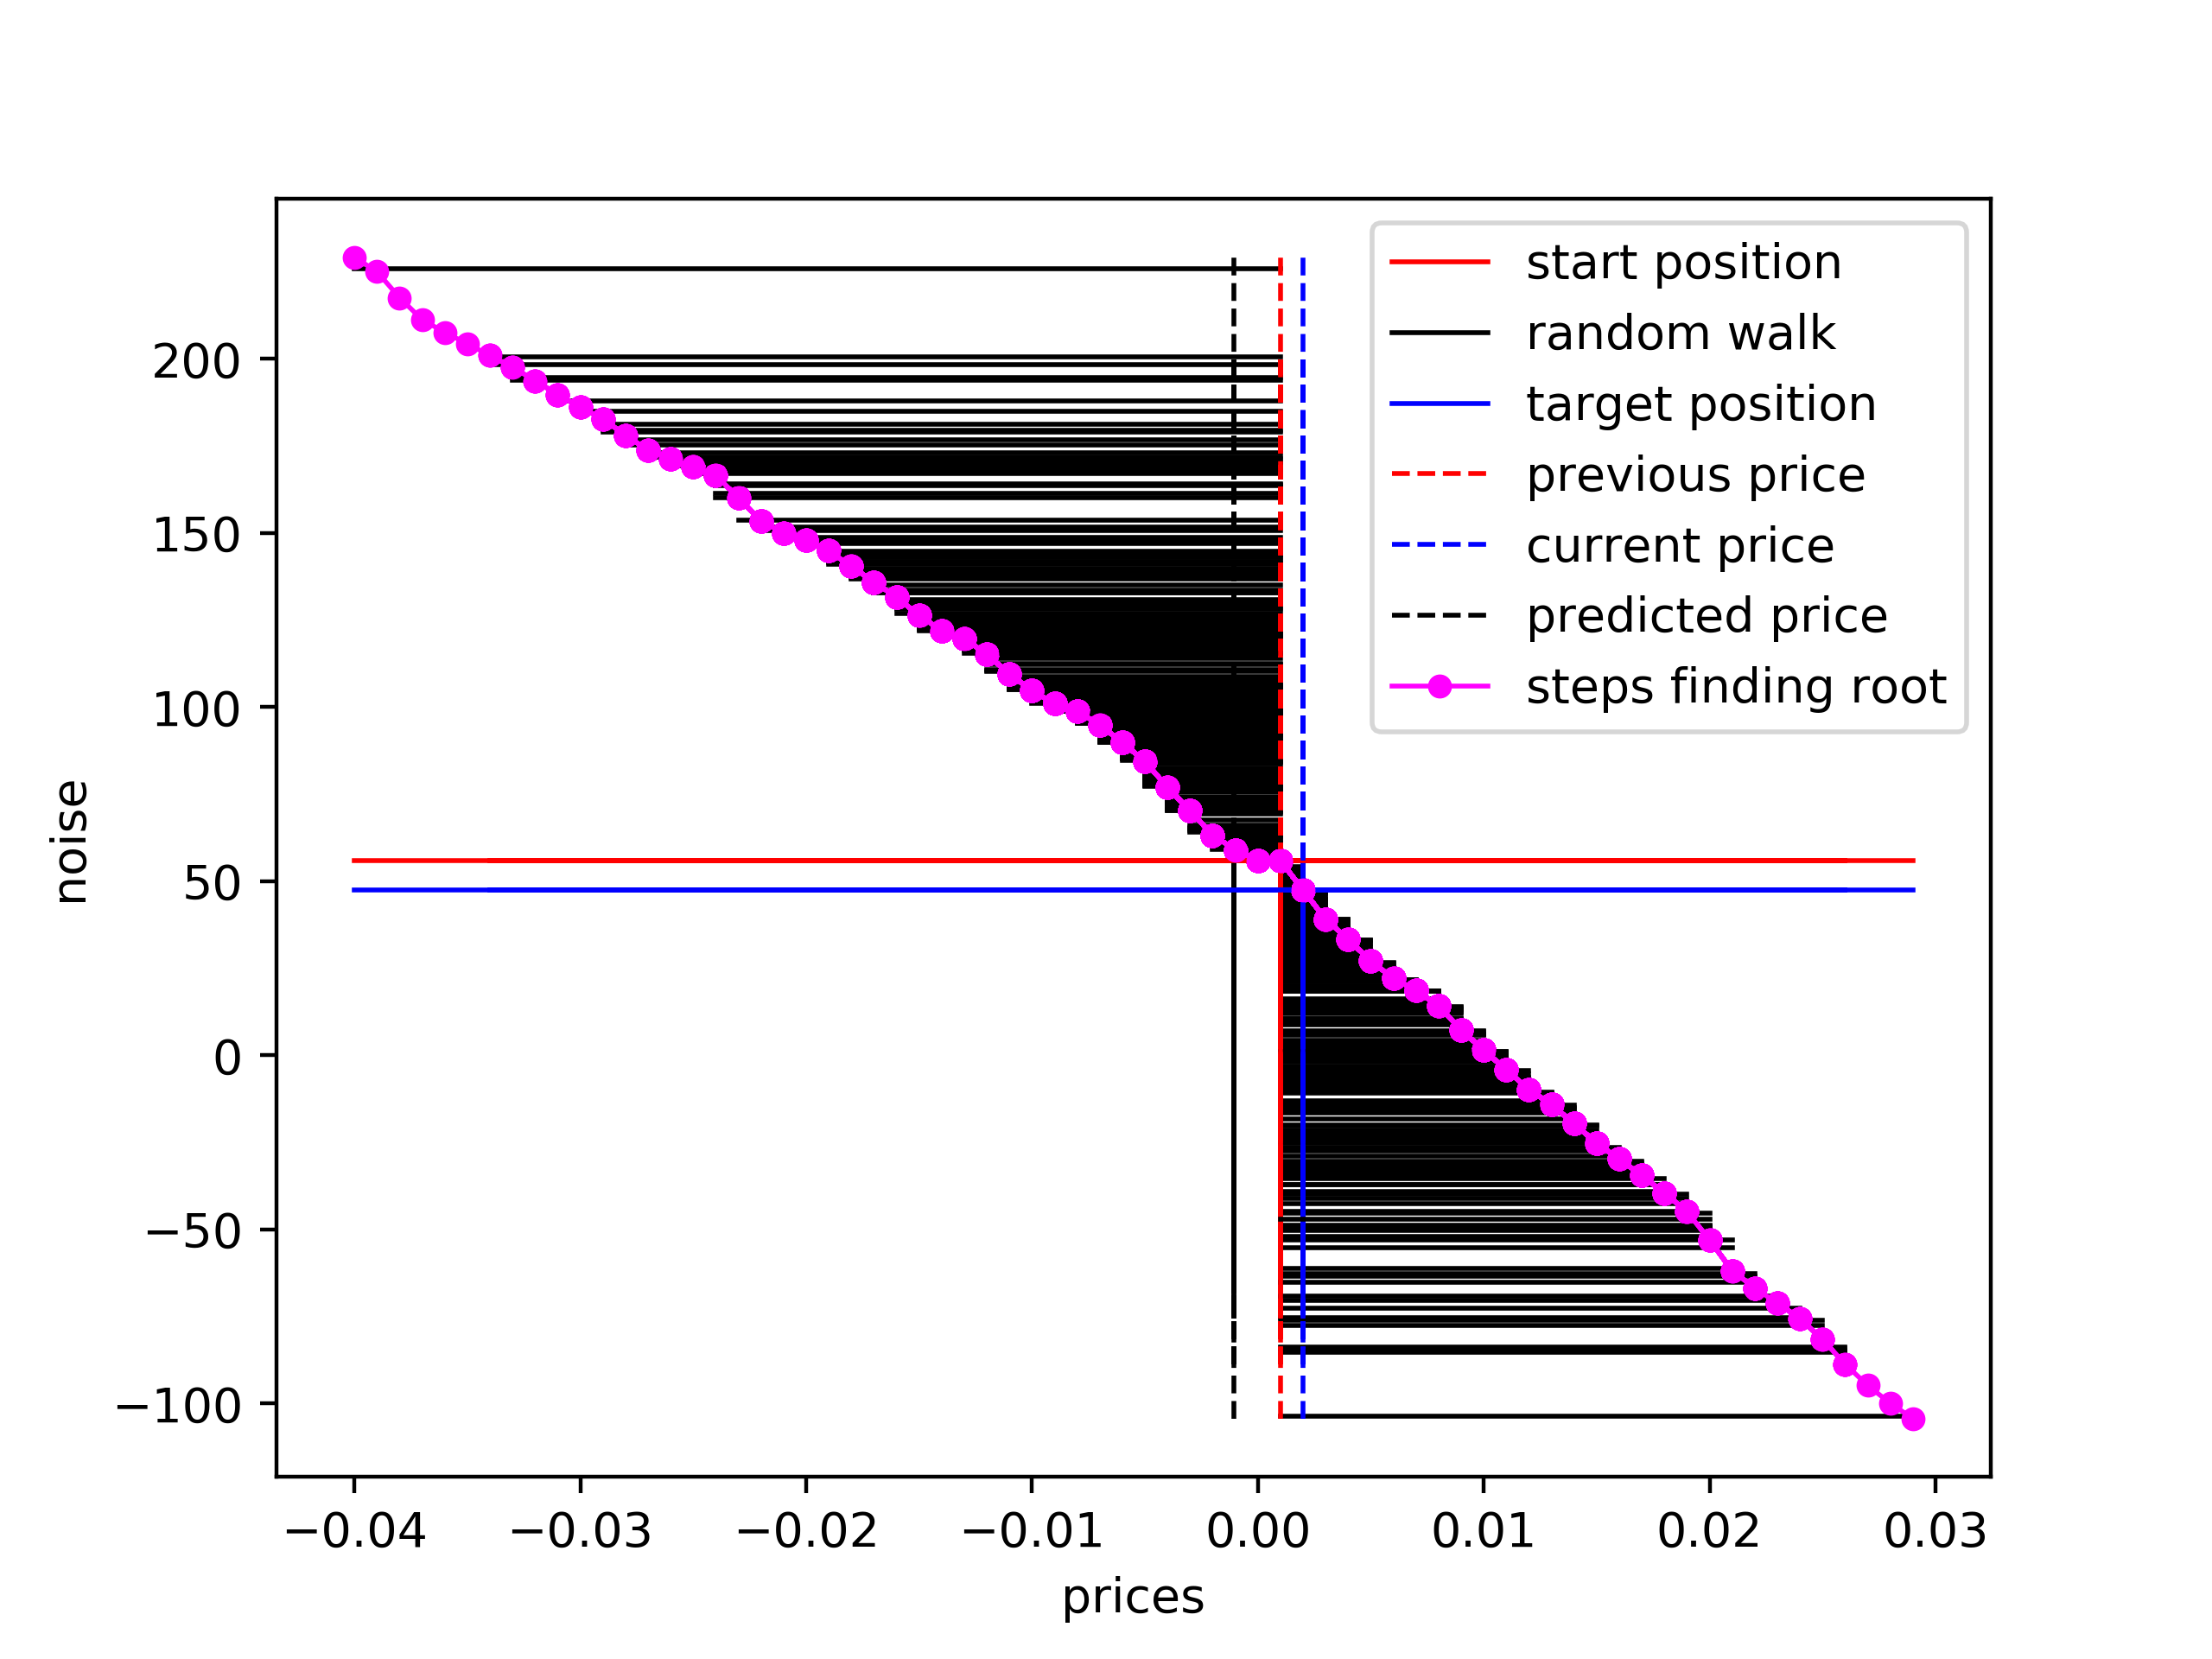 start position
random walk
target position
previous price
current price
predicted price
steps finding root
200
150
100
50
0
−50
−100
noise
−0.04 −0.03 −0.02 −0.01 0.00 0.01 0.02 0.03
prices